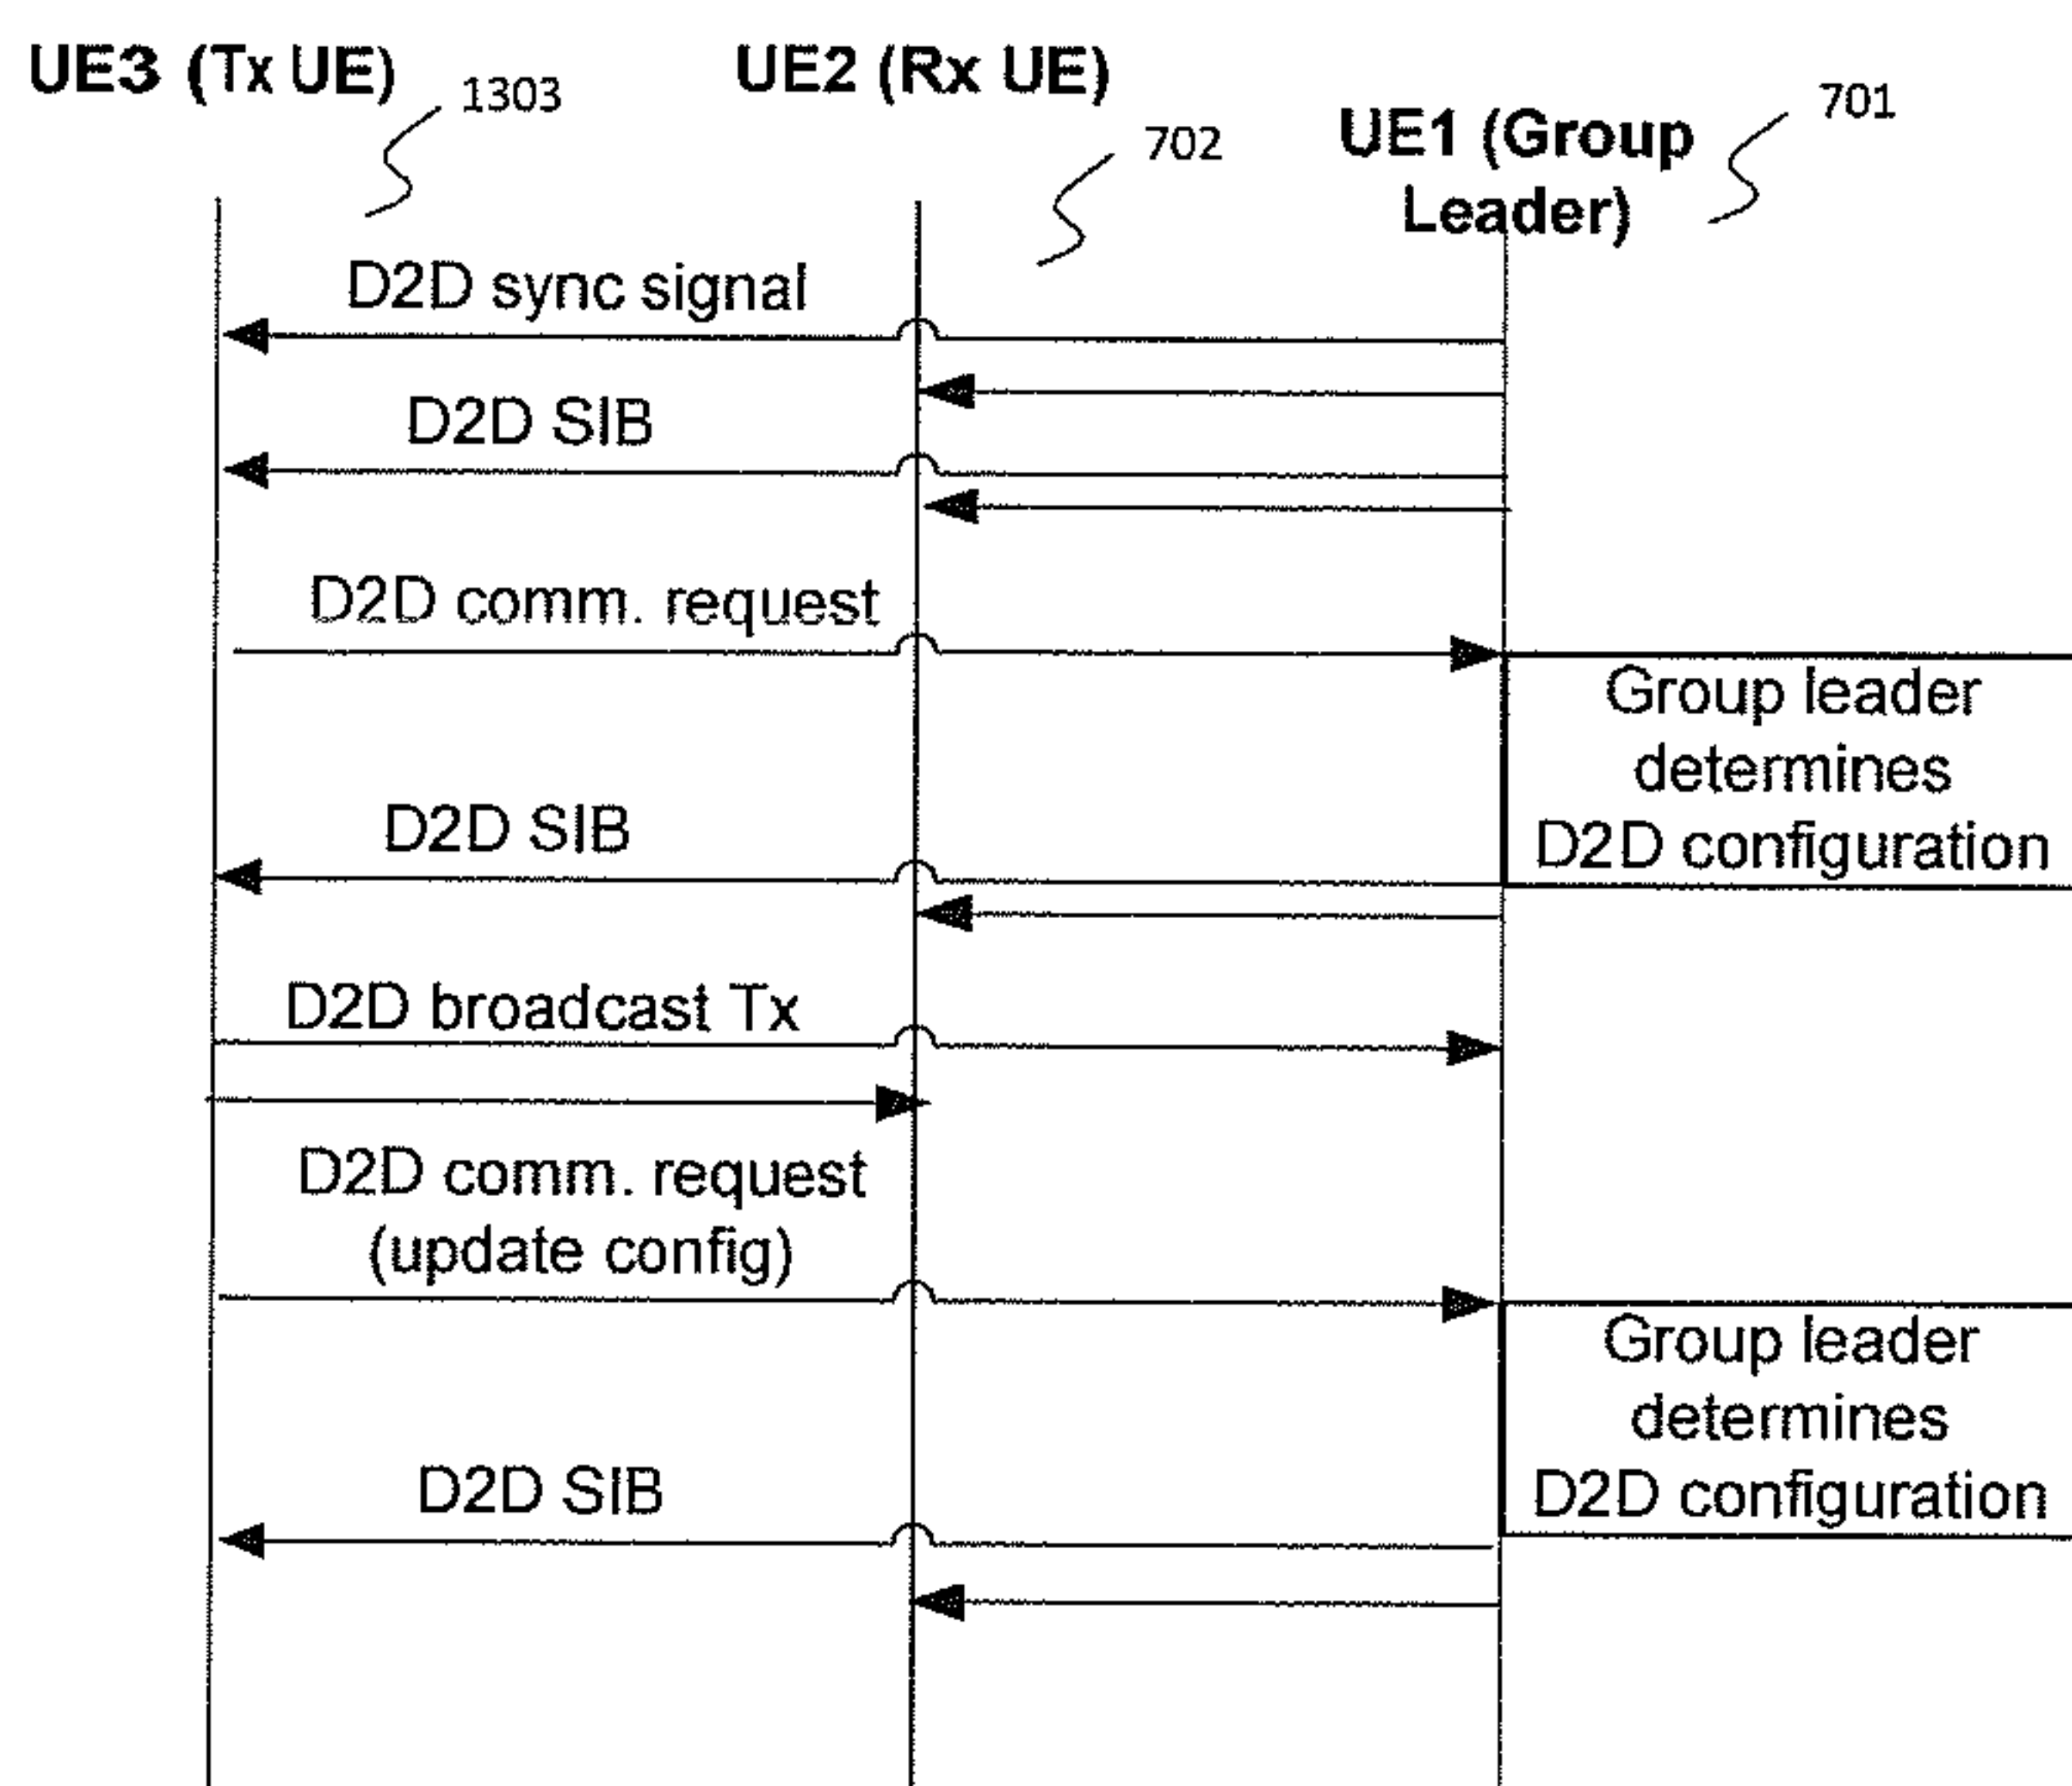 UE3 (Tx UE)
1303
UE2 (Rx UE)
702
UE1 (Group
Leader)
701
D2D sync signal
D2D SIB
D2D comm. request
Group leader
determines
D2D configuration
D2D SIB
D2D broadcast Tx
D2D comm. request
(update config)
Group leader
determines
D2D configuration
D2D SIB